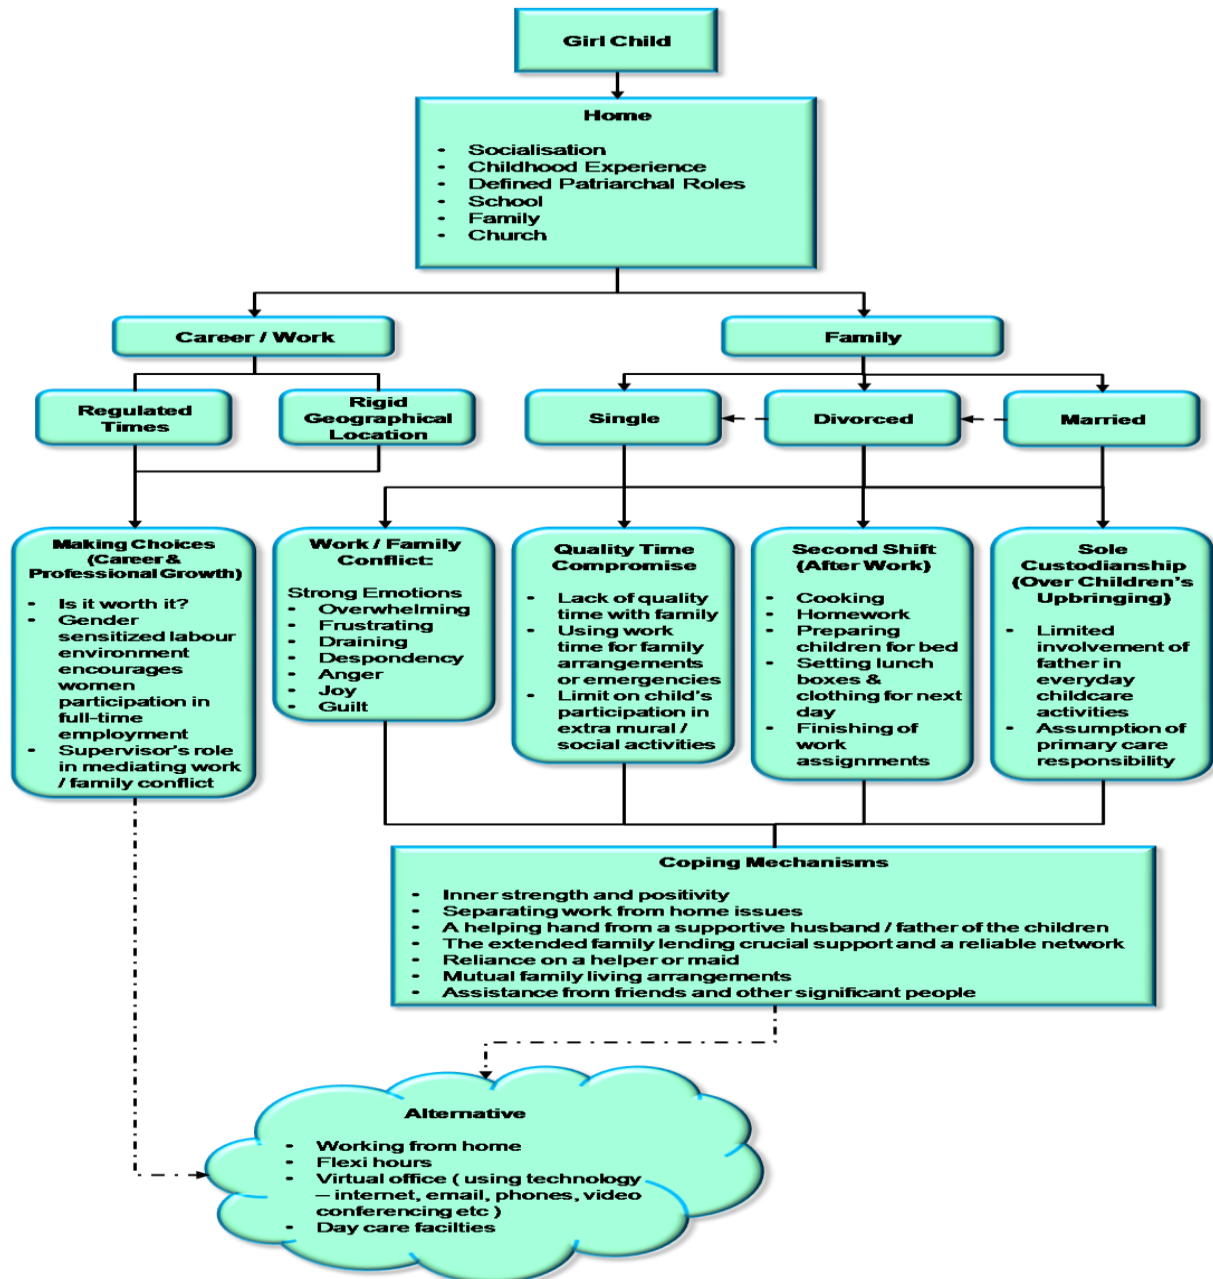 Girl Child
Home
• Socialisation
• Childhood Experience
• Defined Patriarchal Roles
• School
• Family
• Church
Career / Work
Family
Regulated
Times
Rigid
Geographical
Location
Single
Divorced
Married
Making Choices
(Career &
Professional Growth)
• Is it worth it?
• Gender
sensitized labour
environment
encourages
women
participation in
full-time
employment
• Supervisor's role
in mediating work
/ family conflict
Work / Family
Conflict:
Strong Emotions
• Overwhelming
• Frustrating
• Draining
• Despondency
• Anger
• Joy
• Guilt
Quality Time
Compromise
• Lack of quality
time with family
• Using work
time for family
arrangements
or emergencies
• Limit on child's
participation in
extra mural /
social activities
Second Shift
(After Work)
• Cooking
• Homework
• Preparing
children for bed
• Setting lunch
boxes &
clothing for next
day
• Finishing of
work
assignments
Sole
Custodianship
(Over Children's
Upbringing)
• Limited
involvement of
father in
everyday
childcare
activities
• Assumption of
primary care
responsibility
Coping Mechanisms
• Inner strength and positivity
• Separating work from home issues
• A helping hand from a supportive husband / father of the children
• The extended family lending crucial support and a reliable network
• Reliance on a helper or maid
• Mutual family living arrangements
• Assistance from friends and other significant people
Alternative
• Working from home
• Flexi hours
• Virtual office ( using technology
– internet, email, phones, video
conferencing etc )
• Day care facilties